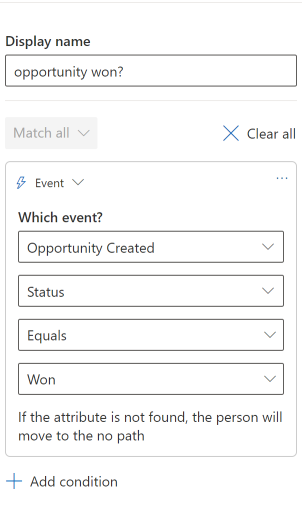 Display name
opportunity won?
Match all
Clear all
Event
...
Which event?
Opportunity Created
Status
Equals
Won
If the attribute is not found, the person will
move to the no path
Add condition